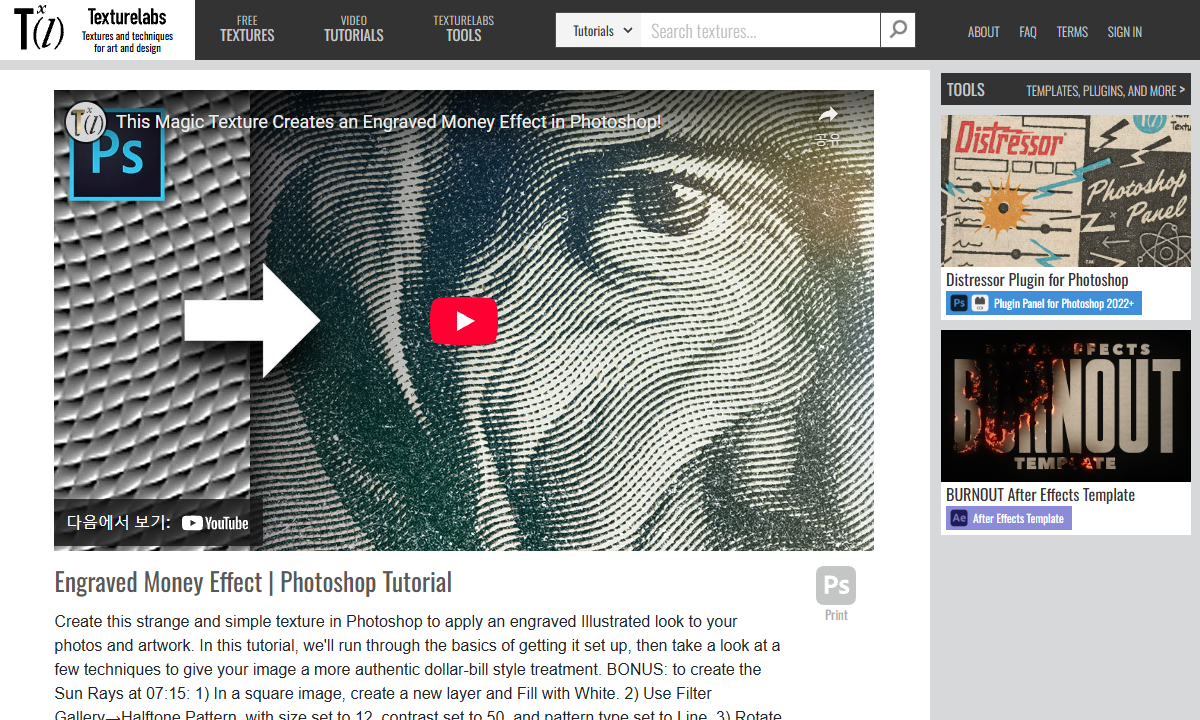 Txi(l)
Texturelabs
Textures and techniques
for art and design
FREE
TEXTURES
VIDEO
TUTORIALS
TEXTURELABS
TOOLS
Tutorials
Search textures...
ABOUT
FAQ
TERMS
SIGN IN
This Magic Texture Creates an Engraved Money Effect in Photoshop!
공유
Ps
다음에서 보기: YouTube
Engraved Money Effect | Photoshop Tutorial
Ps
Print
Create this strange and simple texture in Photoshop to apply an engraved Illustrated look to your
photos and artwork. In this tutorial, we'll run through the basics of getting it set up, then take a look at a
few techniques to give your image a more authentic dollar-bill style treatment. BONUS: to create the
Sun Rays at 07:15: 1) In a square image, create a new layer and Fill with White. 2) Use Filter
Gallery→Halftone Pattern, with size set to 12, contrast set to 50, and pattern type set to Line. 3) Rotate
TOOLS
TEMPLATES, PLUGINS, AND MORE >
Distressor
Photoshop
Panel
Distressor Plugin for Photoshop
Ps Plugin Panel for Photoshop 2022+
AFTER EFFECTS
BURNOUT
TEMPLATE
BURNOUT After Effects Template
Ae After Effects Template